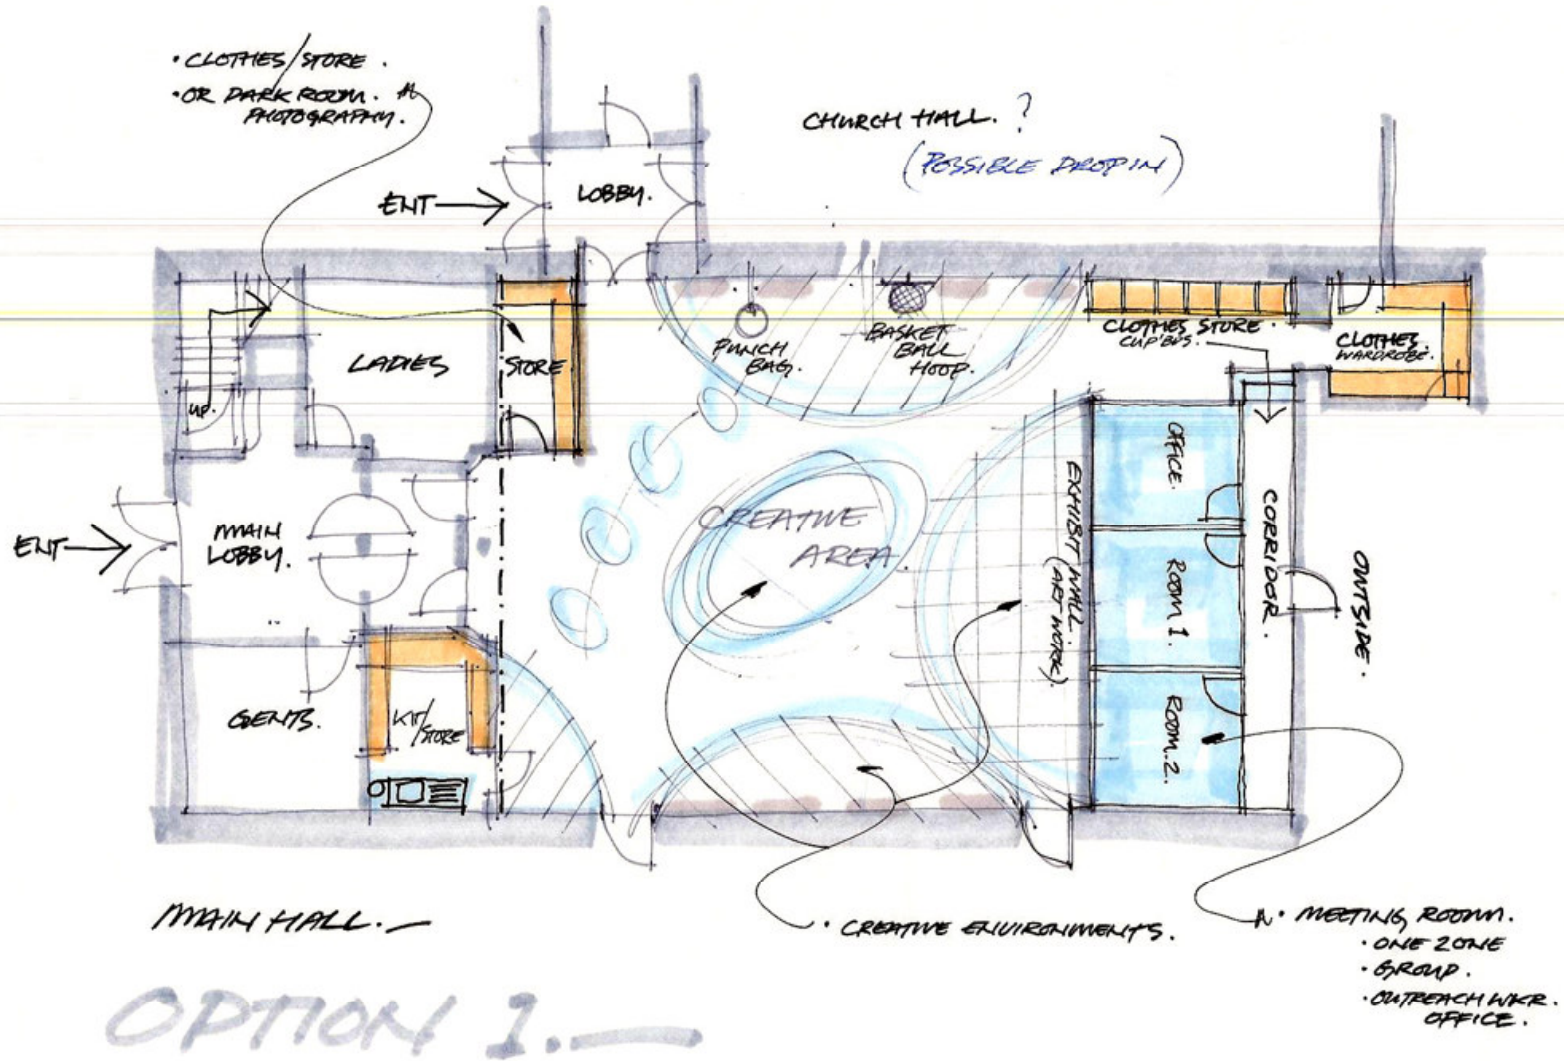 • CLOTHES/STORE.
• OR DARK ROOM.
PHOTOGRAPHY.
CHURCH HALL. ?
(POSSIBLE DROP IN)
ENT
LOBBY.
LADIES
STORE
PUNCH
BAG.
BASKET
BALL
HOOP.
CLOTHES STORE.
CUP'BDS.
CLOTHES.
WARDROBE.
UP.
ENT
MAIN
LOBBY.
CREATIVE
AREA.
EXHIBIT WALL.
(ART WORK).
OFFICE.
ROOM 1.
ROOM.2.
CORRIDOR.
OUTSIDE.
GENTS.
KIT/
STORE
MAIN HALL.
• CREATIVE ENVIRONMENTS.
• MEETING ROOM.
• ONE ZONE
• GROUP.
• OUTREACH WKR.
OFFICE.
OPTION 1.